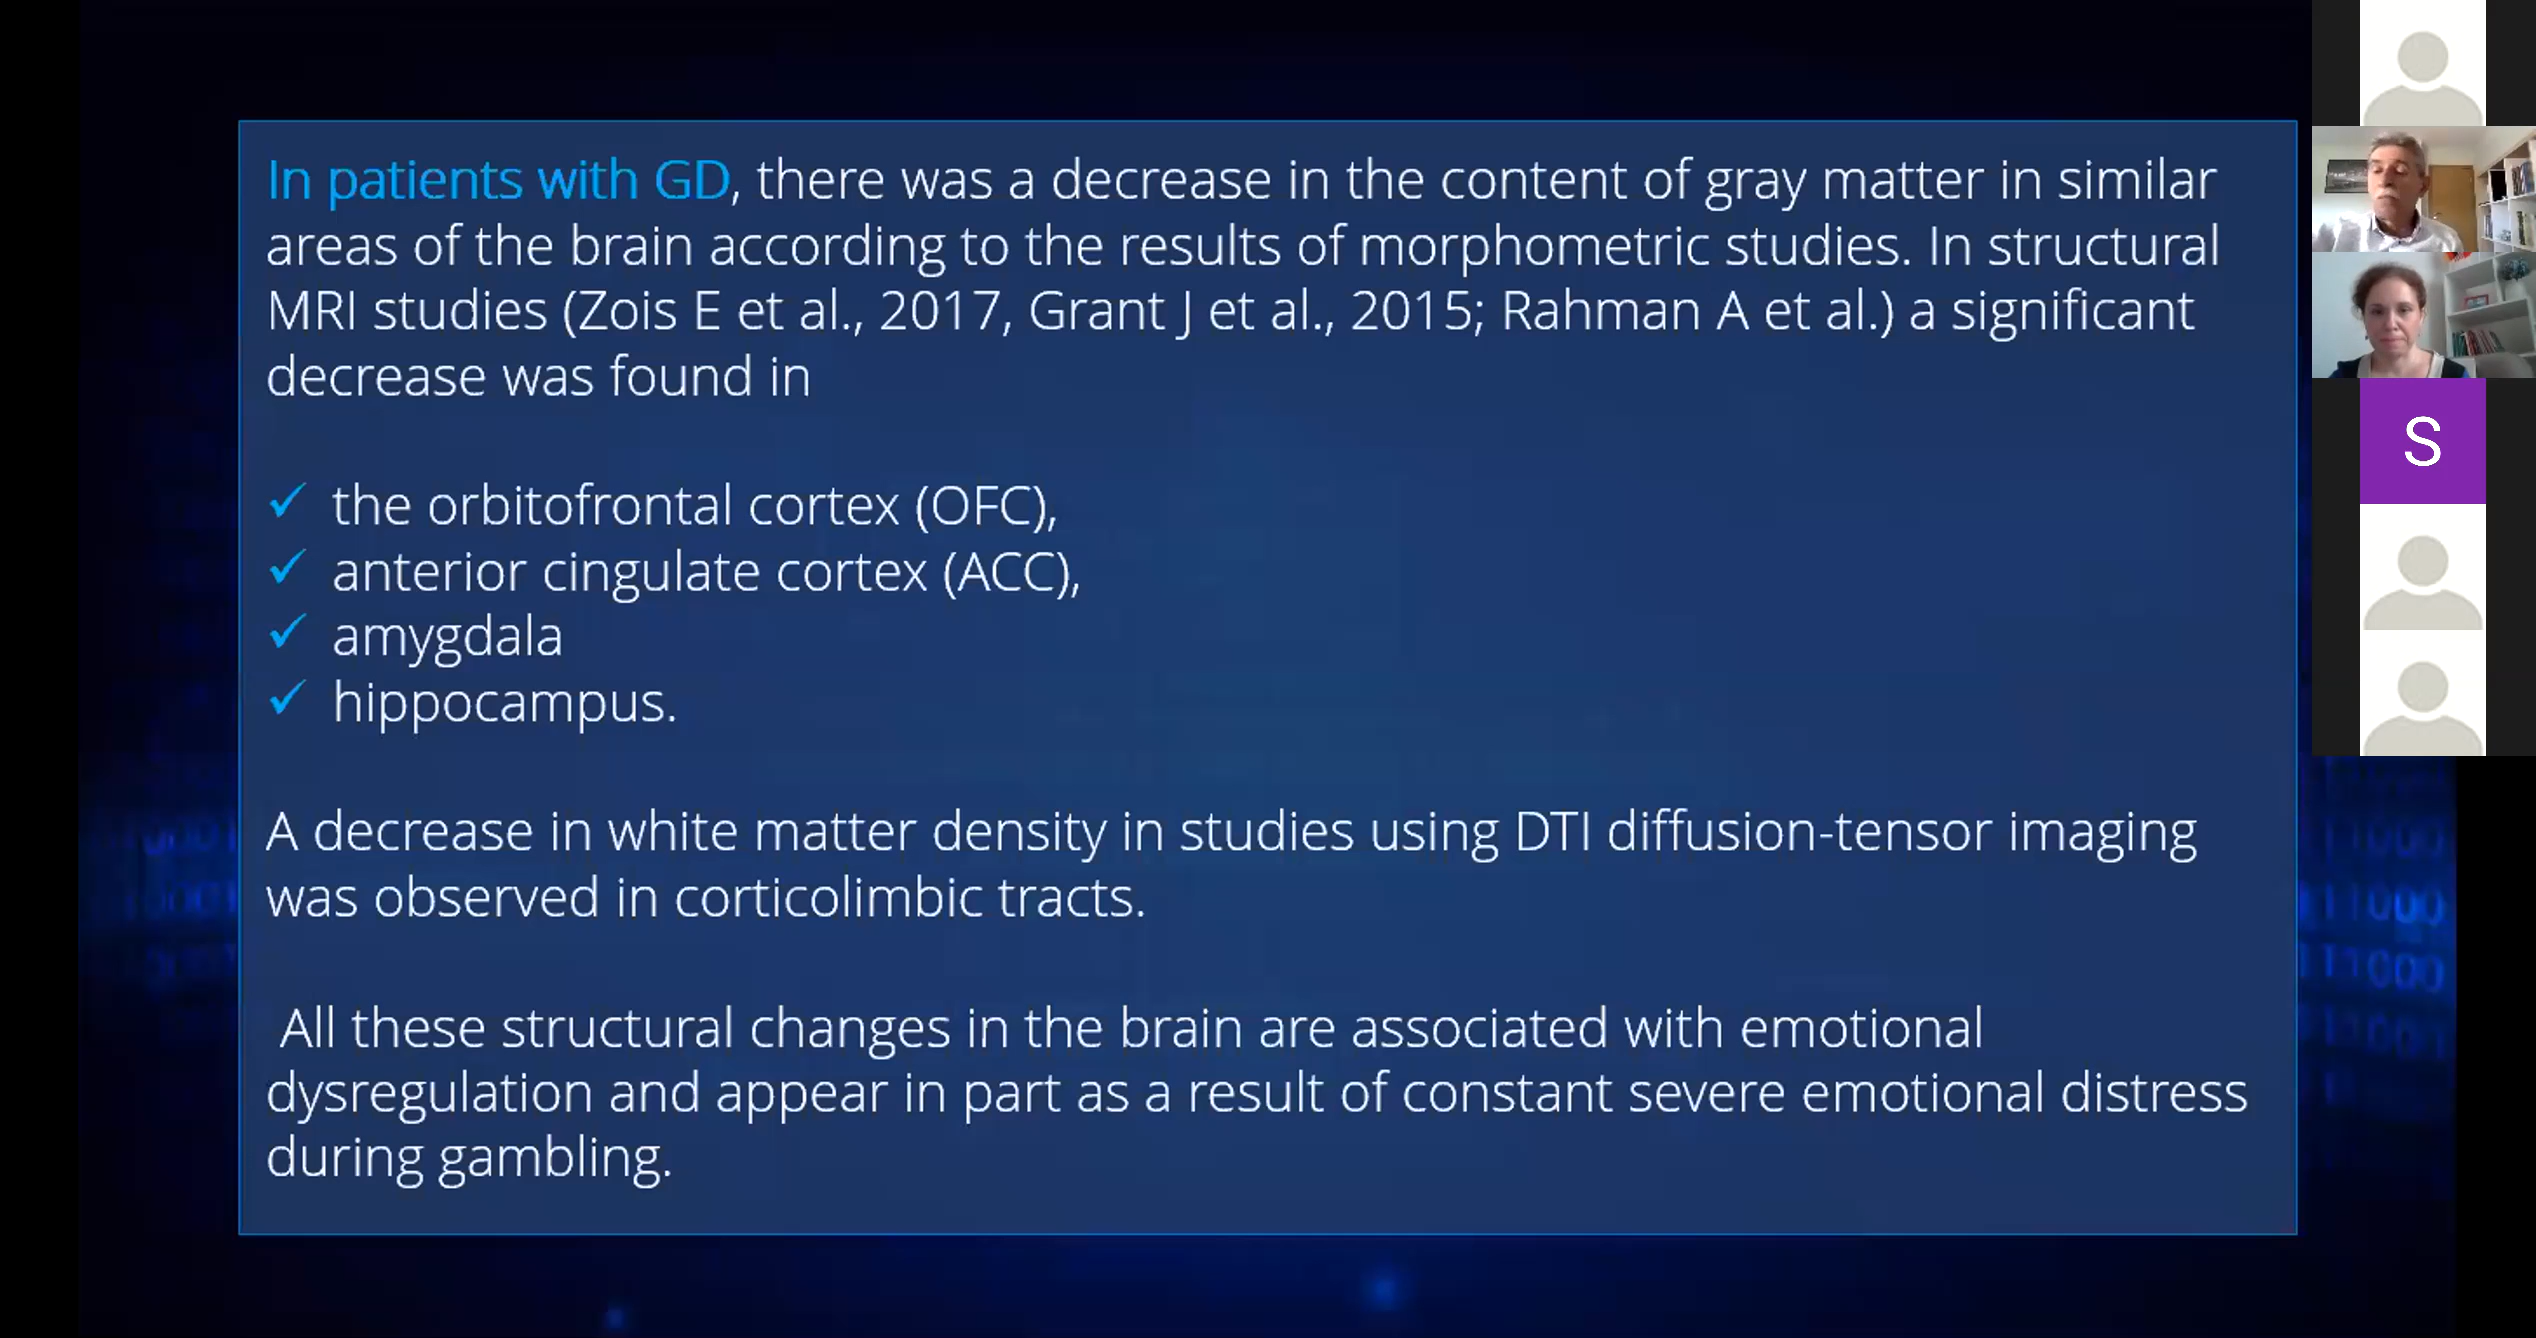 In patients with GD, there was a decrease in the content of gray matter in similar
areas of the brain according to the results of morphometric studies. In structural
MRI studies (Zois E et al., 2017, Grant J et al., 2015; Rahman A et al.) a significant
decrease was found in
✓ the orbitofrontal cortex (OFC),
✓ anterior cingulate cortex (ACC),
✓ amygdala
✓ hippocampus.
A decrease in white matter density in studies using DTI diffusion-tensor imaging
was observed in corticolimbic tracts.
All these structural changes in the brain are associated with emotional
dysregulation and appear in part as a result of constant severe emotional distress
during gambling.
S
11000
11000
11000